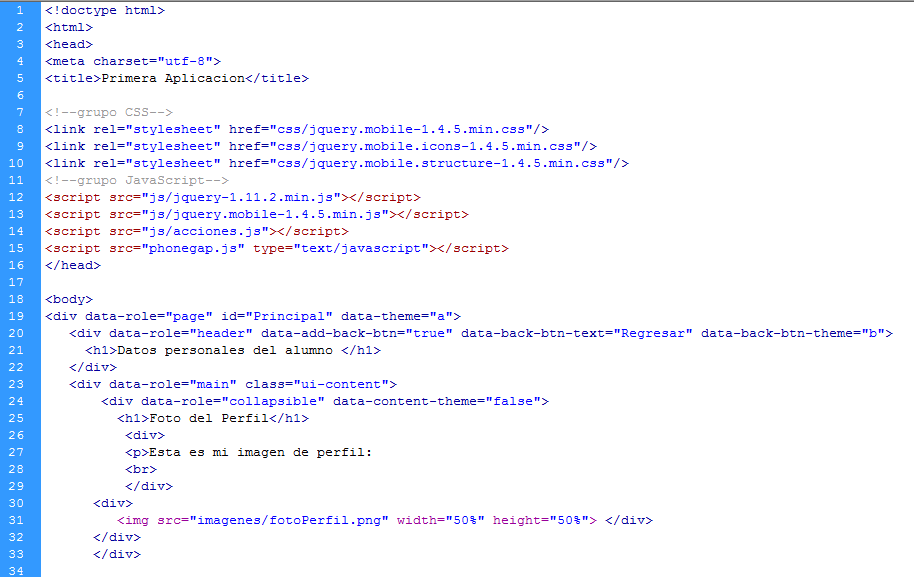 1 <!doctype html>
2 <html>
3 <head>
4 <meta charset="utf-8">
5 <title>Primera Aplicacion</title>
6
7 <!--grupo CSS-->
8 <link rel="stylesheet" href="css/jquery.mobile-1.4.5.min.css"/>
9 <link rel="stylesheet" href="css/jquery.mobile.icons-1.4.5.min.css"/>
10 <link rel="stylesheet" href="css/jquery.mobile.structure-1.4.5.min.css"/>
11 <!--grupo JavaScript-->
12 <script src="js/jquery-1.11.2.min.js"></script>
13 <script src="js/jquery.mobile-1.4.5.min.js"></script>
14 <script src="js/acciones.js"></script>
15 <script src="phonegap.js" type="text/javascript"></script>
16 </head>
17
18 <body>
19 <div data-role="page" id="Principal" data-theme="a">
20 <div data-role="header" data-add-back-btn="true" data-back-btn-text="Regresar" data-back-btn-theme="b">
21 <h1>Datos personales del alumno </h1>
22 </div>
23 <div data-role="main" class="ui-content">
24 <div data-role="collapsible" data-content-theme="false">
25 <h1>Foto del Perfil</h1>
26 <div>
27 <p>Esta es mi imagen de perfil:
28 <br>
29 </div>
30 <div>
31 <img src="imagenes/fotoPerfil.png" width="50%" height="50%"> </div>
32 </div>
33 </div>
34